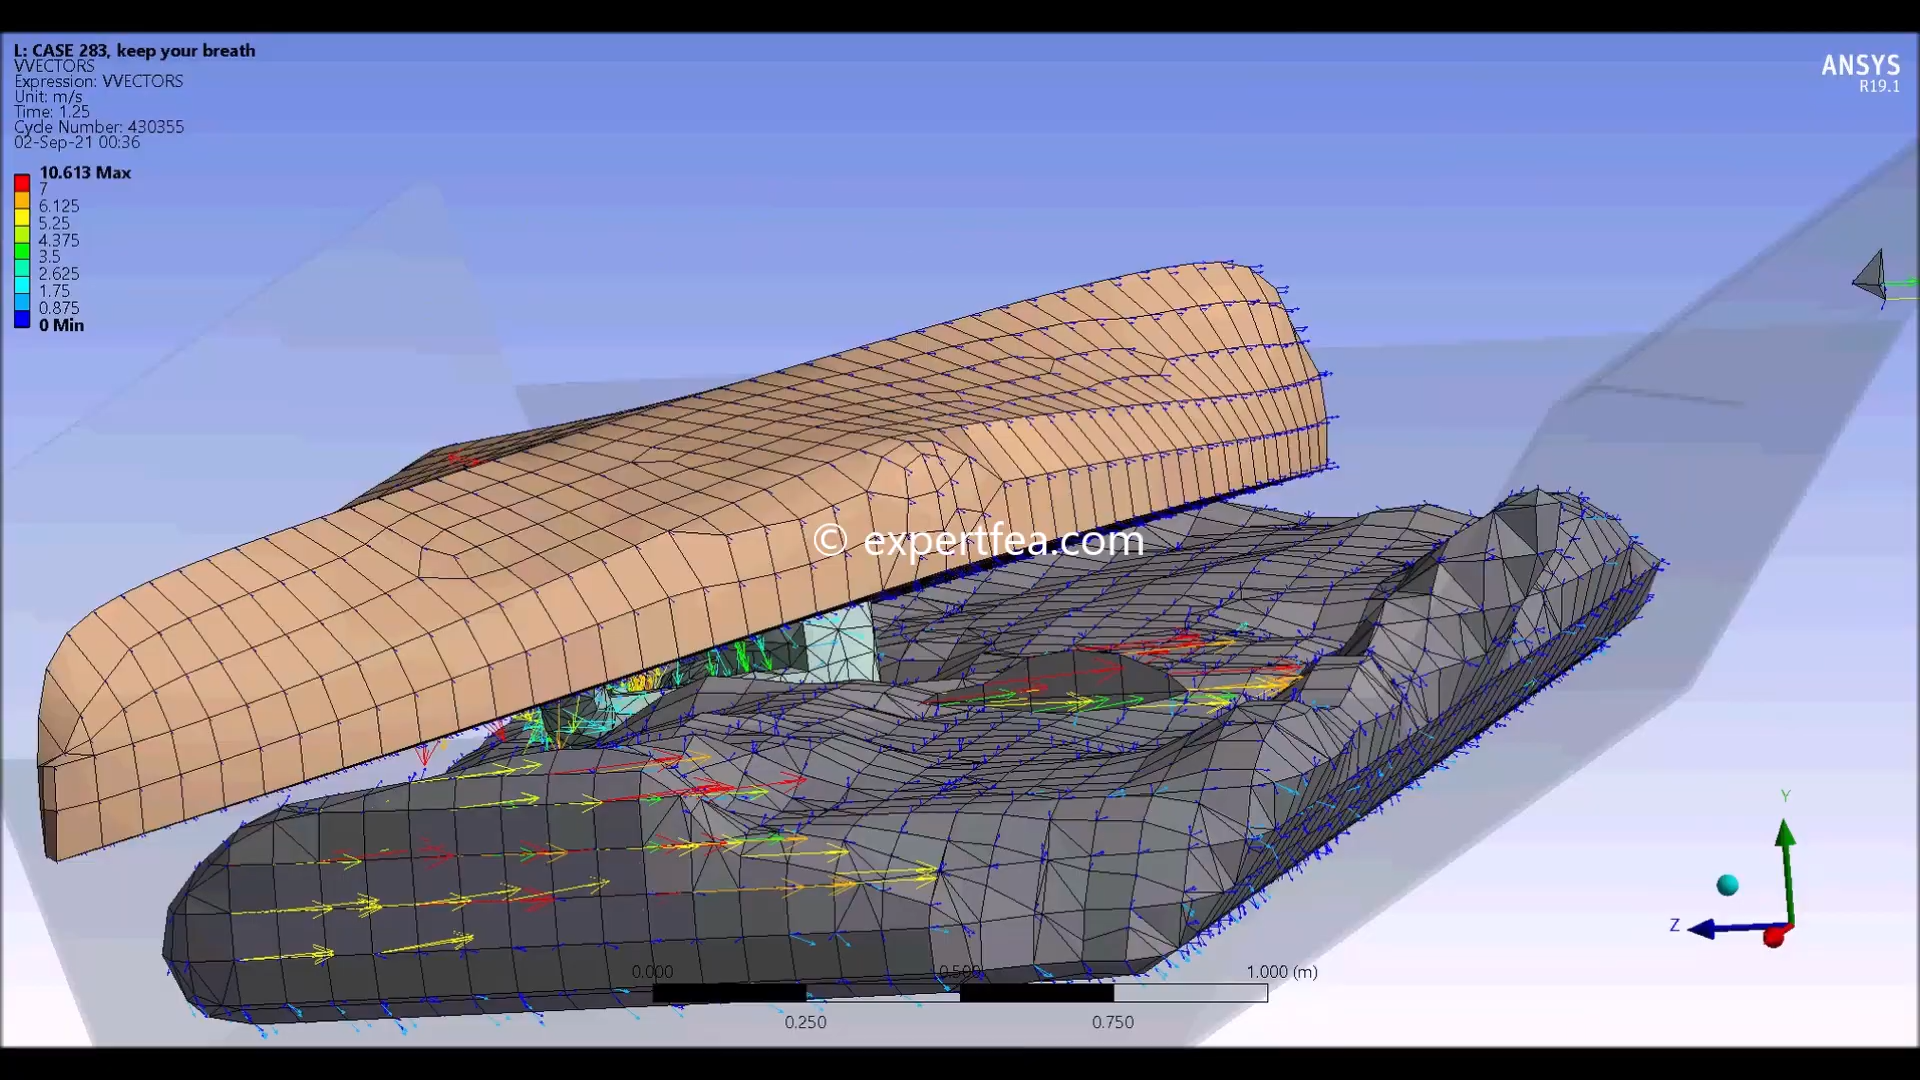 L: CASE 283, keep your breath
VVECTORS
Expression: VVECTORS
Unit: m/s
Time: 1.25
Cycle Number: 430355
02-Sep-21 00:36
ANSYS
R19.1
10.613 Max
7
6.125
5.25
4.375
3.5
2.625
1.75
0.875
0 Min
© expertfea.com
Y
Z
0.000
0.500
1.000 (m)
0.250
0.750